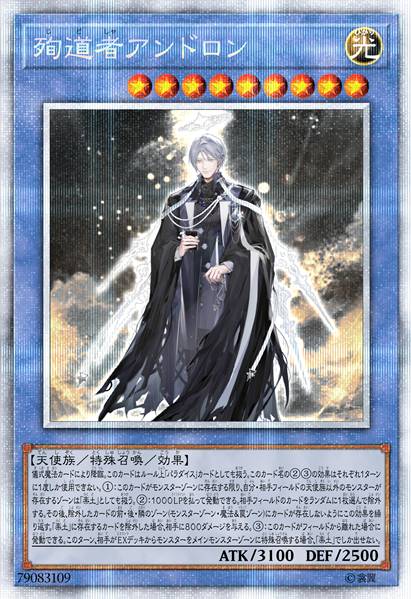 殉道者アンドロン
光
【天使族／特殊召喚／効果】
儀式魔法カードにより降臨。このカードはルール上「パラダイス」カードとしても扱う。このカード名の②③の効果はそれぞれ1ターン
に1度しか使用できない。①：このカードがモンスターゾーンに存在する限り、自分・相手フィールドの天使族以外のモンスターが
存在するゾーンは「赤土」としても扱う。②：1000LPを払って発動できる。相手フィールドのカードをランダムに1枚選んで除外
する。その後、除外したカードの前・後・隣のゾーン(モンスターゾーン・魔法&罠ゾーン)にカードが存在しないようにこの効果を
繰り返す。「赤土」に存在するカードを除外した場合、相手に800ダメージを与える。③：このカードがフィールドから離れた場合に
発動できる。このターン、相手がEXデッキからモンスターをメインモンスターゾーンに特殊召喚する場合、「赤土」でしか出せない。
ATK/3100 DEF/2500
79083109